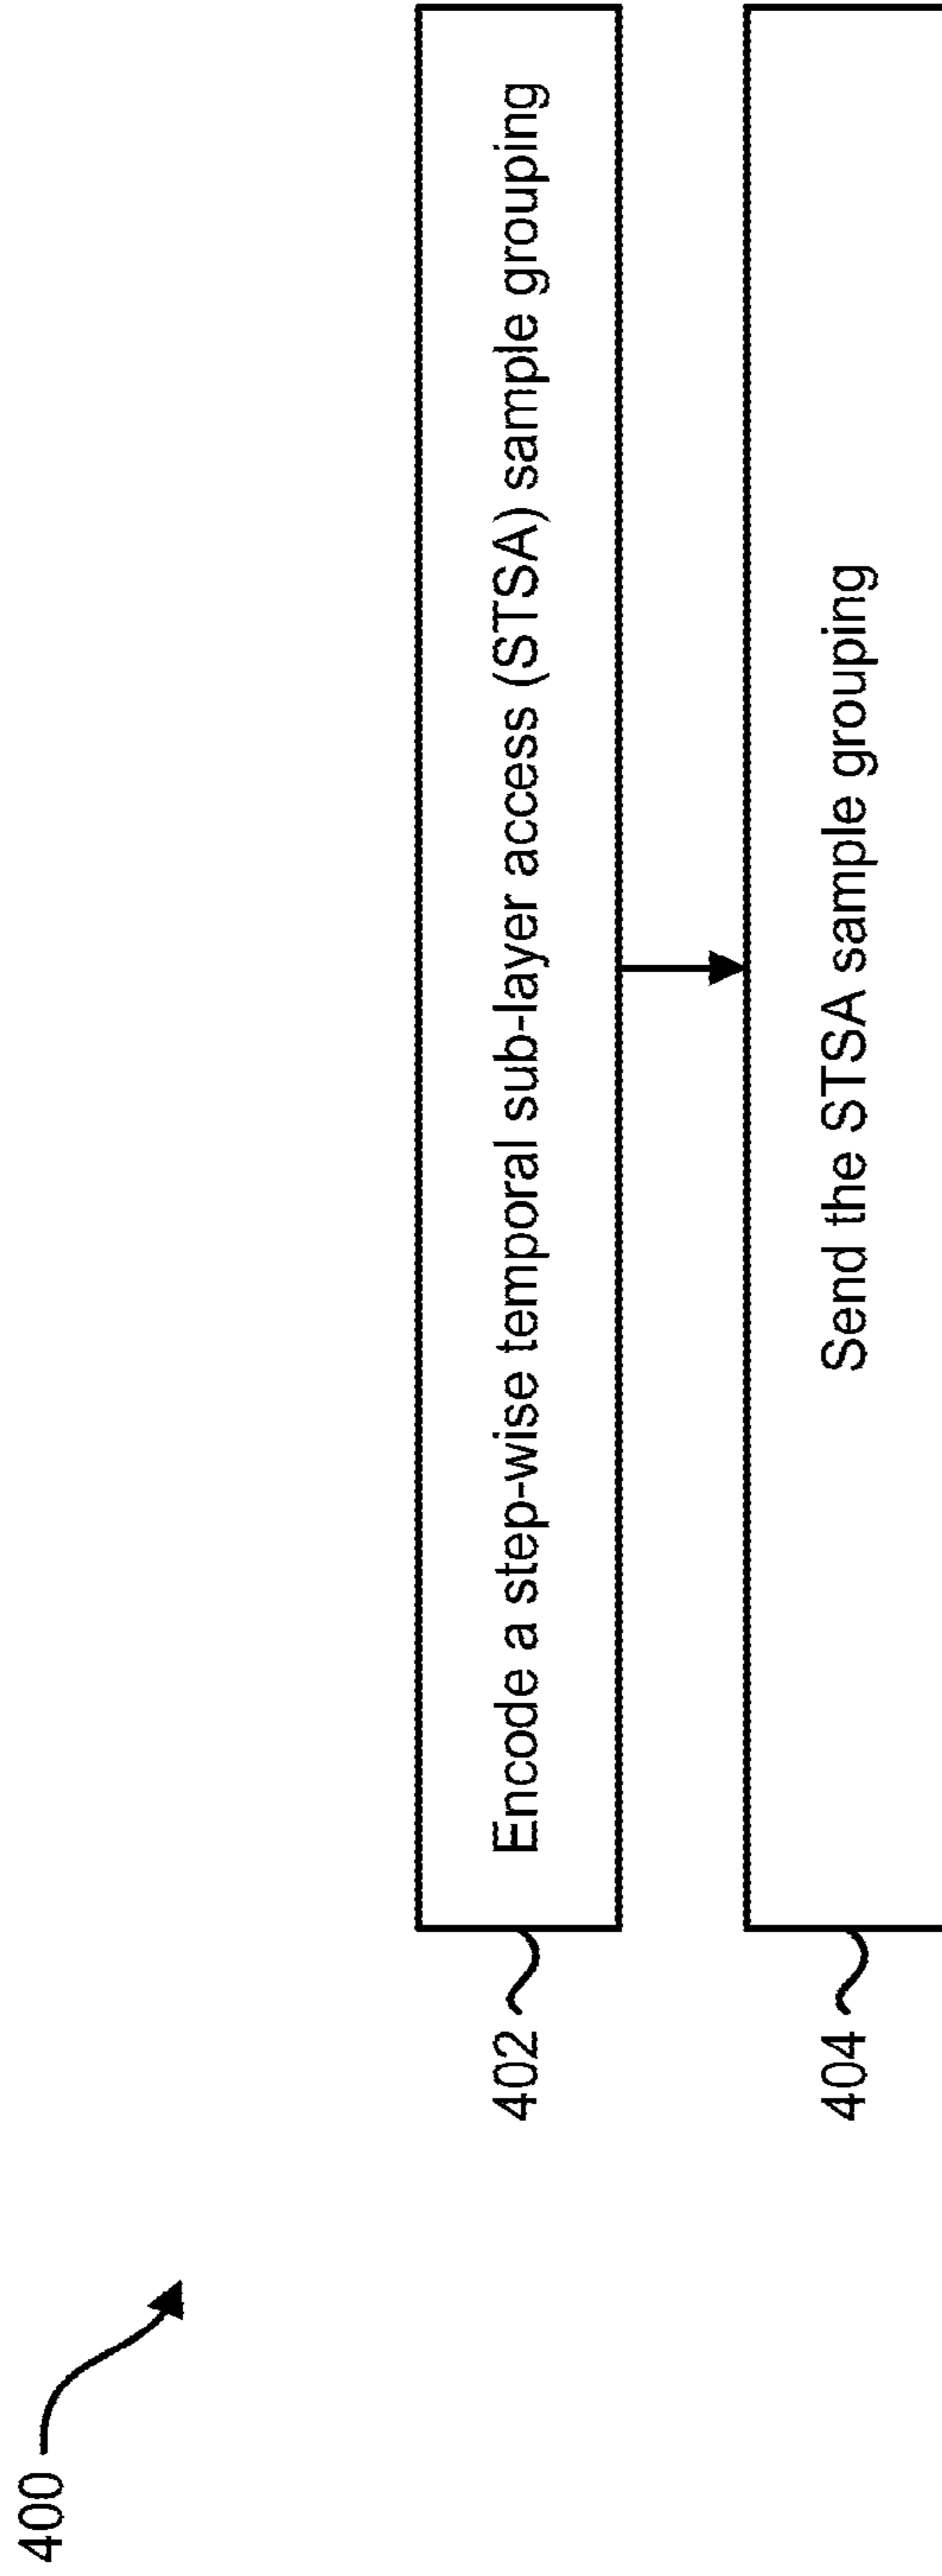 400
402
Encode a step-wise temporal sub-layer access (STSA) sample grouping
404
Send the STSA sample grouping